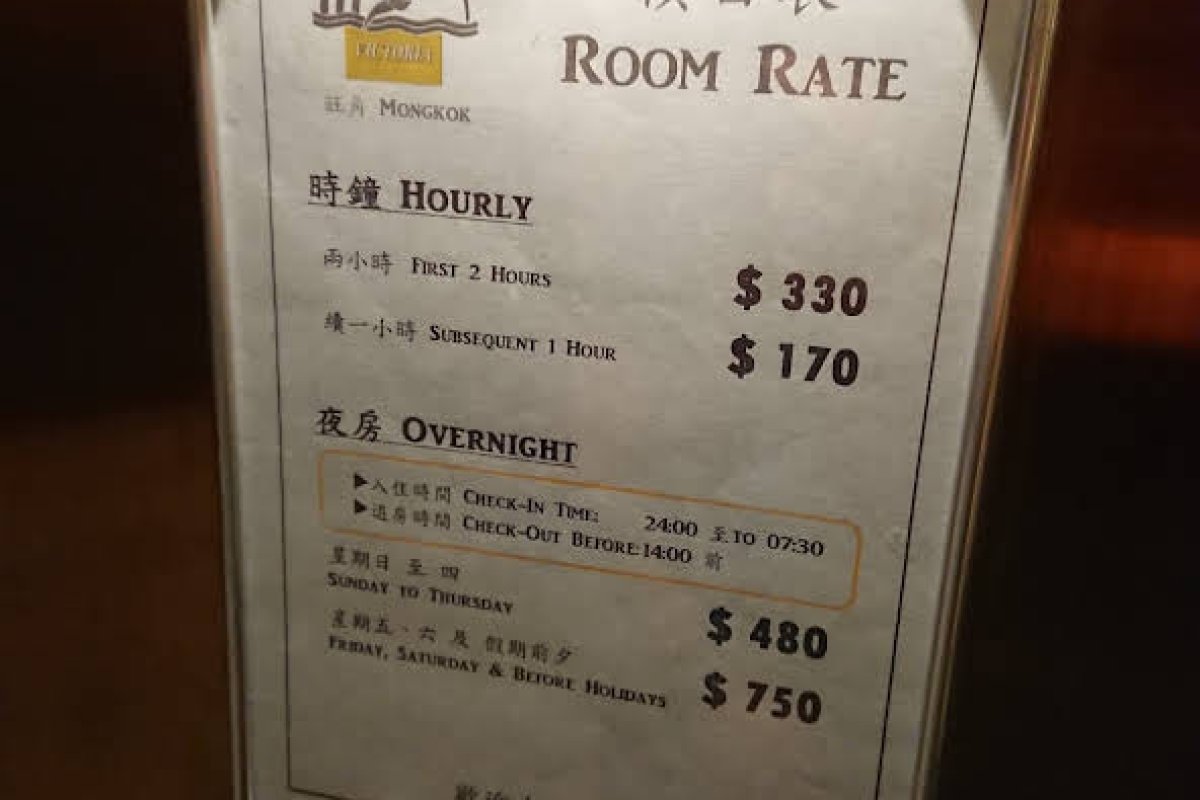 VICTORIA
ROOM RATE
旺角 MONGKOK
時鐘 HOURLY
兩小時 FIRST 2 HOURS $ 330
續一小時 SUBSEQUENT 1 HOUR $ 170
夜房 OVERNIGHT
▶入住時間 CHECK-IN TIME: 24:00 至 TO 07:30
▶退房時間 CHECK-OUT BEFORE: 14:00 前
星期日 至 四
SUNDAY TO THURSDAY $ 480
星期五、六 及 假期前夕
FRIDAY, SATURDAY & BEFORE HOLIDAYS $ 750